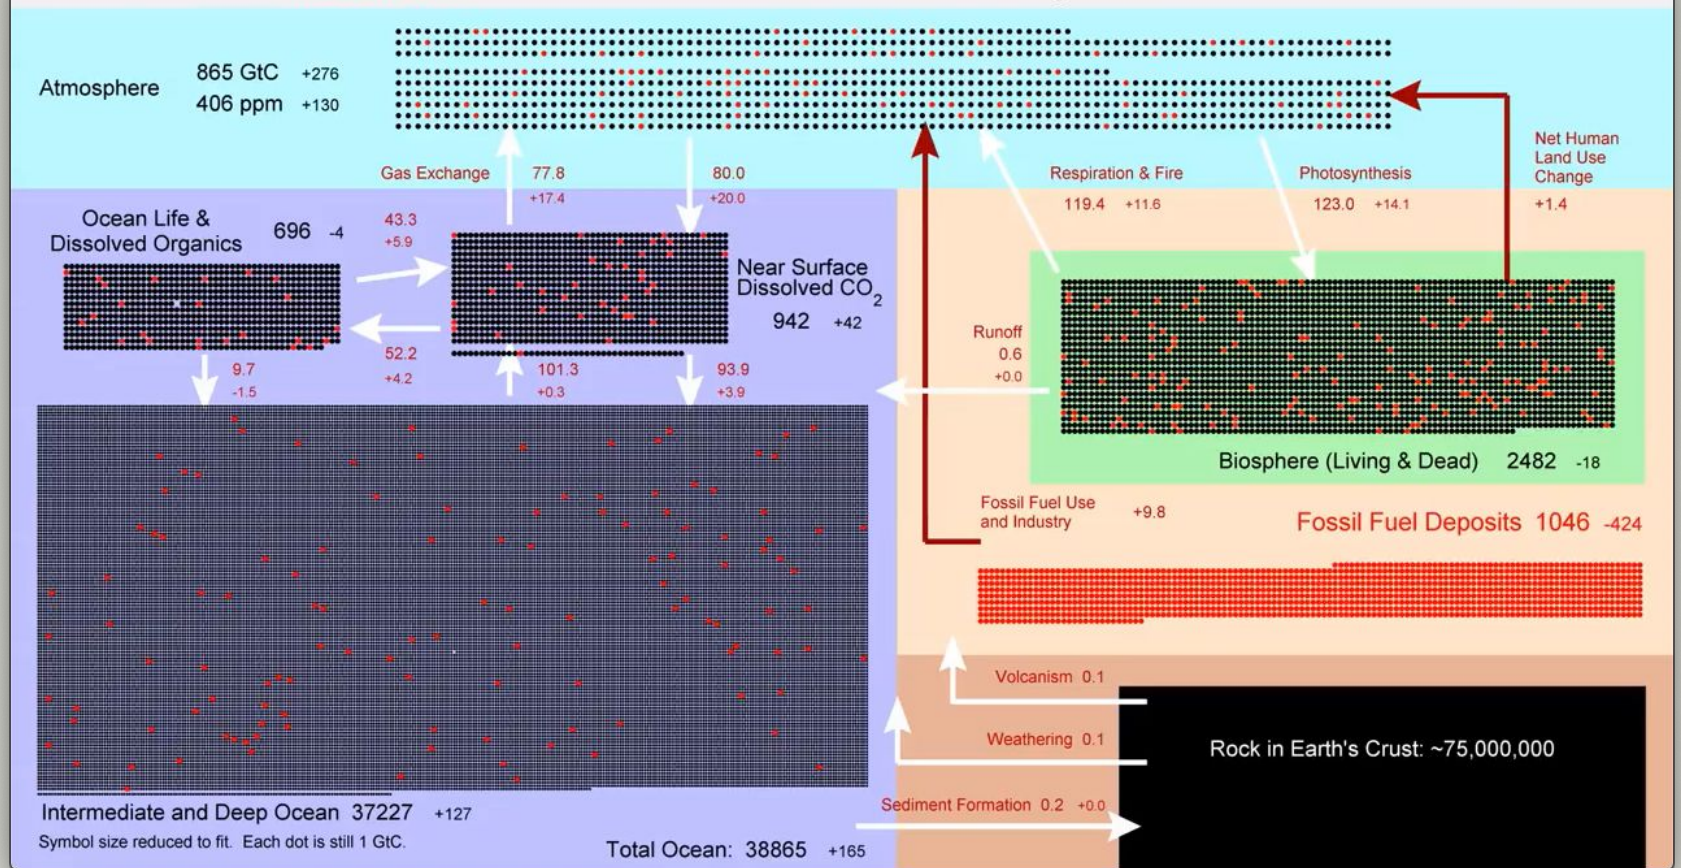 Atmosphere
865 GtC +276
406 ppm +130
Gas Exchange 77.8 80.0
+17.4 +20.0
Respiration & Fire
119.4 +11.6
Photosynthesis
123.0 +14.1
Net Human
Land Use
Change
+1.4
Ocean Life &
Dissolved Organics
696 -4
43.3
+5.9
Near Surface
Dissolved CO2
942 +42
52.2
+4.2
9.7
-1.5
101.3
+0.3
93.9
+3.9
Runoff
0.6
+0.0
Biosphere (Living & Dead) 2482 -18
Fossil Fuel Use
and Industry
+9.8
Fossil Fuel Deposits 1046 -424
Volcanism 0.1
Weathering 0.1
Rock in Earth's Crust: ~75,000,000
Sediment Formation 0.2 +0.0
Intermediate and Deep Ocean 37227 +127
Symbol size reduced to fit. Each dot is still 1 GtC.
Total Ocean: 38865 +165